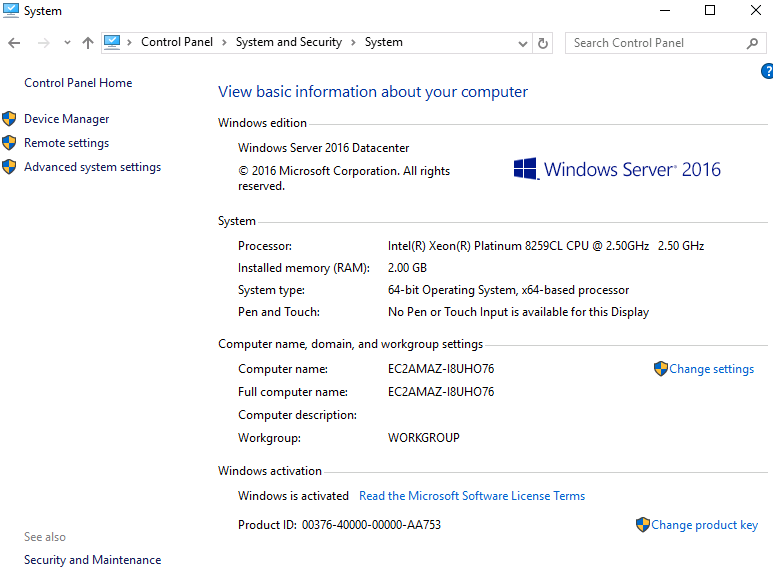 System
Control Panel > System and Security > System
Search Control Panel
?
Control Panel Home
Device Manager
Remote settings
Advanced system settings
View basic information about your computer
Windows edition
Windows Server 2016 Datacenter
© 2016 Microsoft Corporation. All rights
reserved.
Windows Server® 2016
System
Processor: Intel(R) Xeon(R) Platinum 8259CL CPU @ 2.50GHz 2.50 GHz
Installed memory (RAM): 2.00 GB
System type: 64-bit Operating System, x64-based processor
Pen and Touch: No Pen or Touch Input is available for this Display
Computer name, domain, and workgroup settings
Computer name: EC2AMAZ-I8UHO76
Change settings
Full computer name: EC2AMAZ-I8UHO76
Computer description:
Workgroup: WORKGROUP
Windows activation
Windows is activated Read the Microsoft Software License Terms
Product ID: 00376-40000-00000-AA753
Change product key
See also
Security and Maintenance